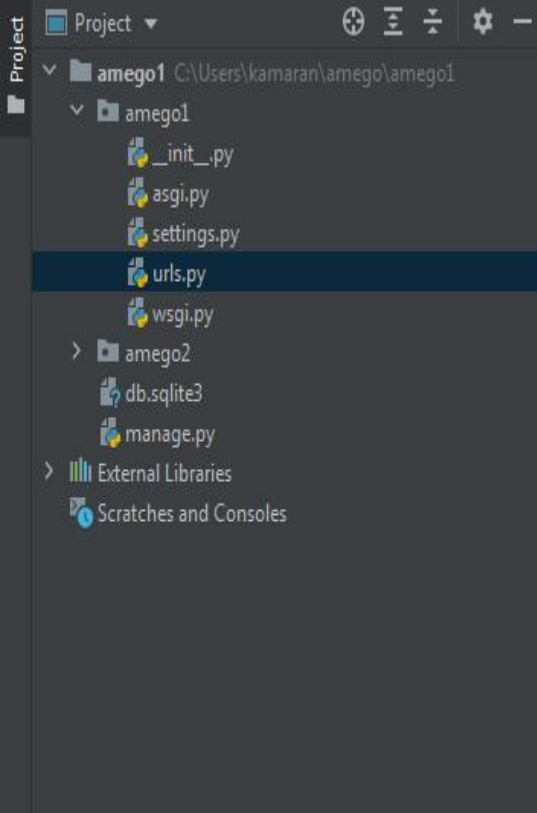 Project
Project
amego1 C:\Users\kamaran\amego\amego1
amego1
__init__.py
asgi.py
settings.py
urls.py
wsgi.py
amego2
db.sqlite3
manage.py
External Libraries
Scratches and Consoles